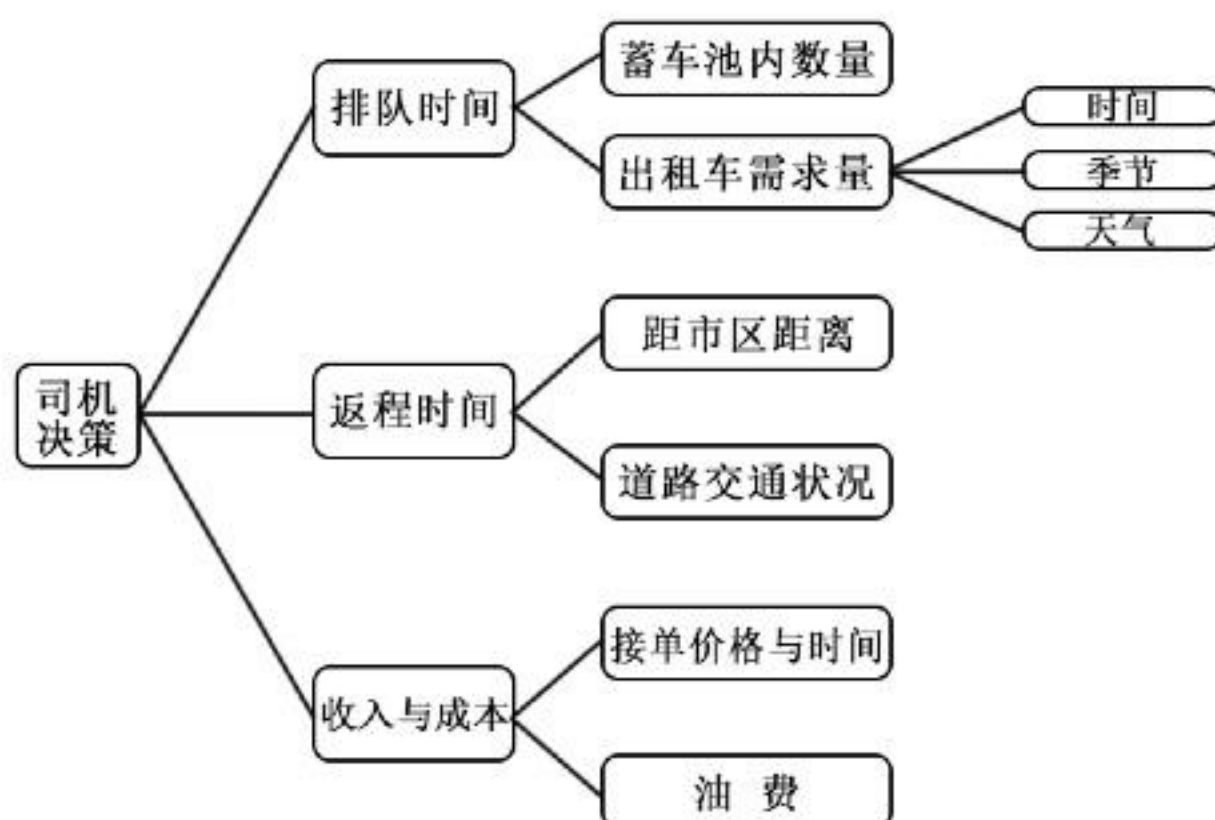 蓄车池内数量
排队时间
时间
出租车需求量
季节
天气
距市区距离
司机
决策
返程时间
道路交通状况
接单价格与时间
收入与成本
油 费